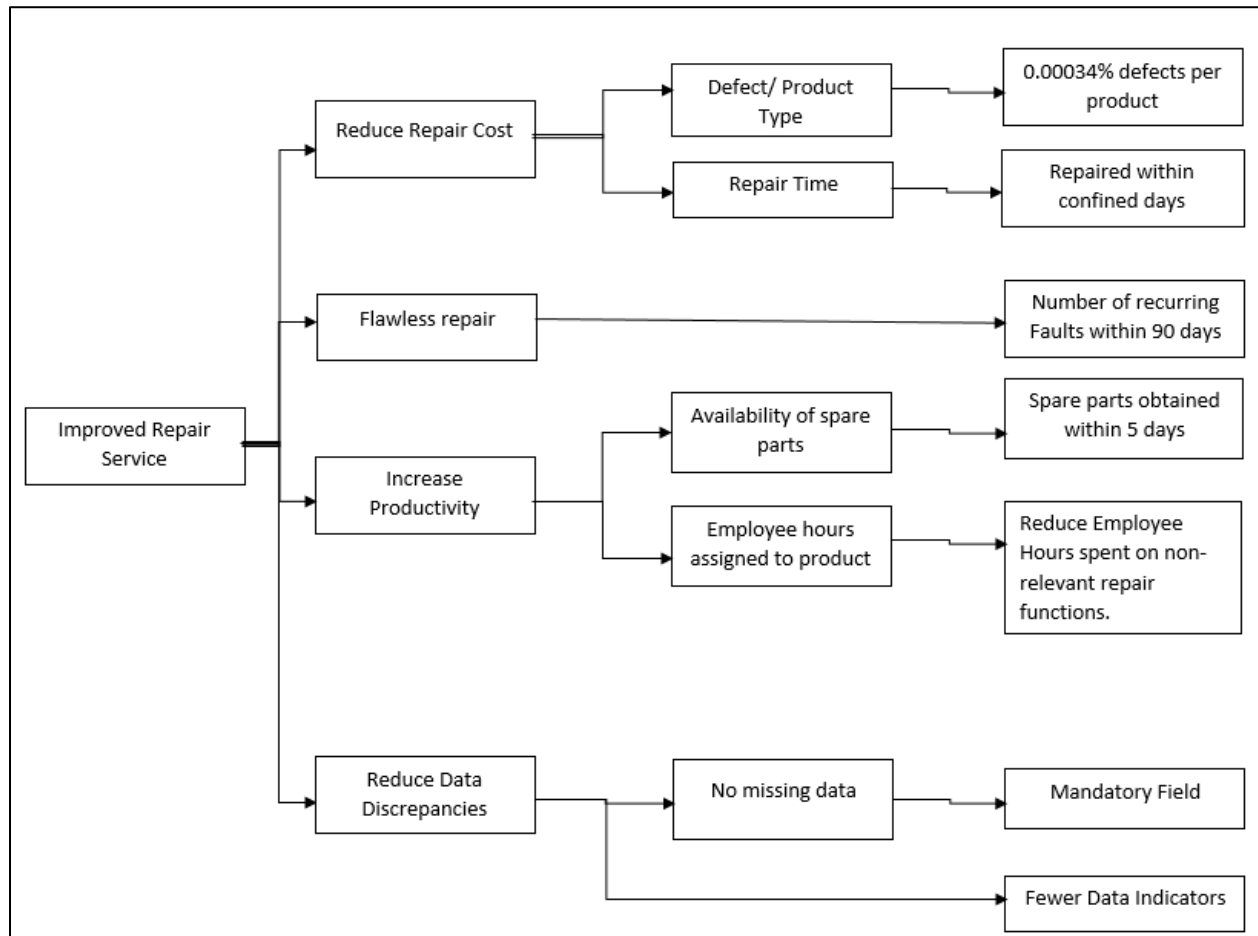 0.00034% defects per
product
Defect/ Product
Type
Reduce Repair Cost
Repair Time
Repaired within
confined days
Flawless repair
Number of recurring
Faults within 90 days
Improved Repair
Service
Increase
Productivity
Availability of spare
parts
Spare parts obtained
within 5 days
Employee hours
assigned to product
Reduce Employee
Hours spent on non-
relevant repair
functions.
Reduce Data
Discrepancies
No missing data
Mandatory Field
Fewer Data Indicators